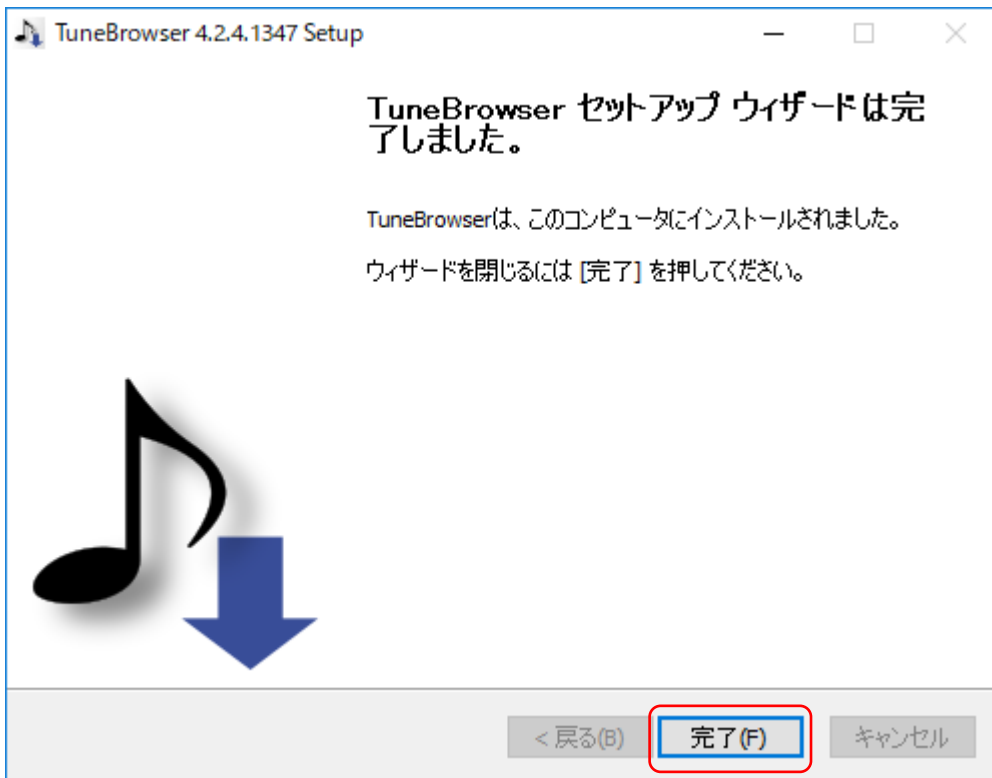 TuneBrowser 4.2.4.1347 Setup
TuneBrowser セットアップ ウィザードは完
了しました。
TuneBrowserは、このコンピュータにインストールされました。
ウィザードを閉じるには [完了] を押してください。
< 戻る(B)
完了(F)
キャンセル